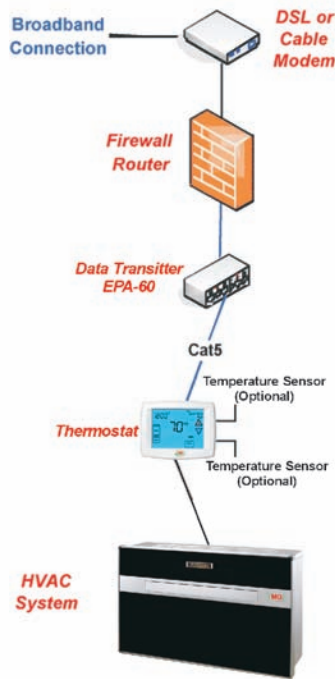 Broadband
Connection
DSL or
Cable
Modem
Firewall
Router
Data Transitter
EPA-60
Cat5
Temperature Sensor
(Optional)
Thermostat
70
Temperature Sensor
(Optional)
HVAC
System